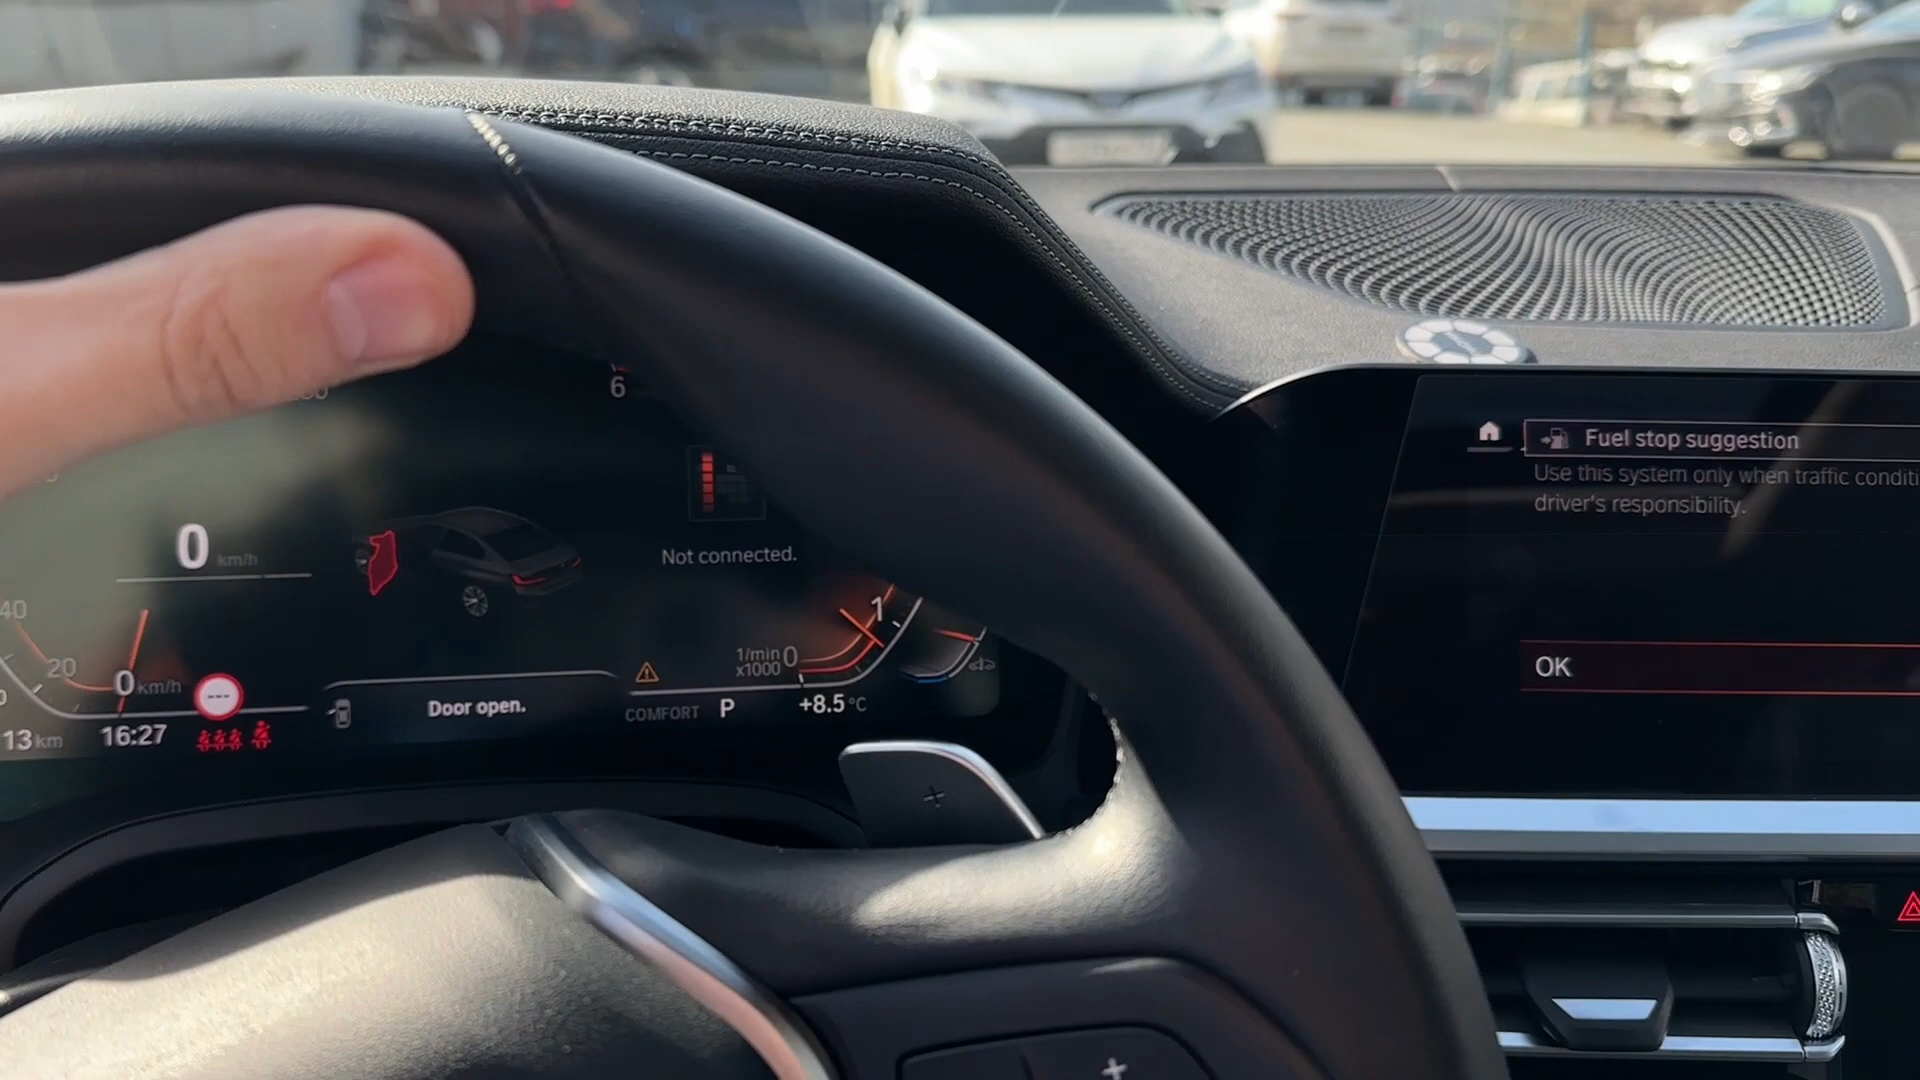 6
0 km/h
Not connected.
40
20
0 km/h
1
1/min
x1000
0
Door open.
COMFORT P
+8.5 °C
13 km
16:27
Fuel stop suggestion
Use this system only when traffic conditi
driver's responsibility.
OK
+
+